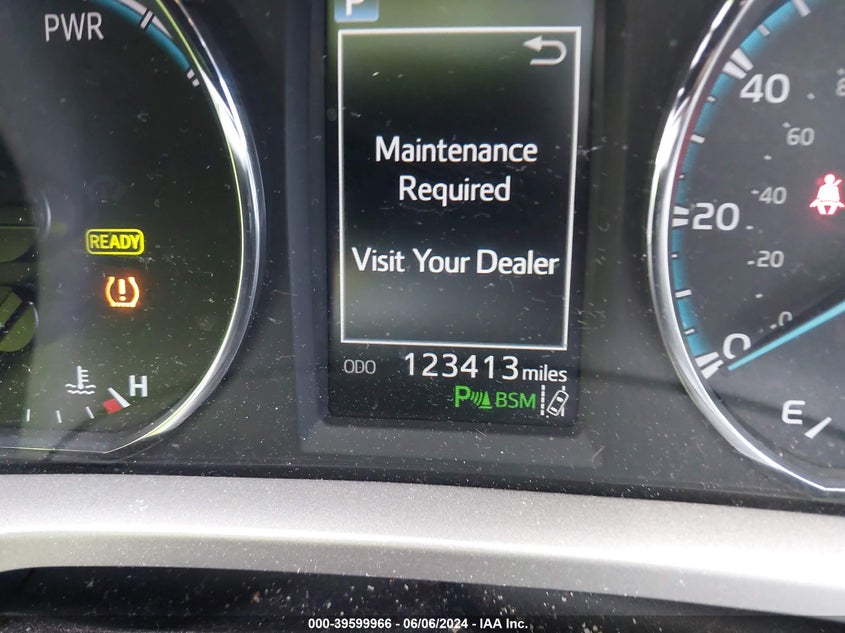 P
PWR
Maintenance
Required
Visit Your Dealer
READY
ODO 123413 miles
P BSM
H
40
60
20
40
20
0
0
E
000-39599966 - 06/06/2024 - IAA Inc.